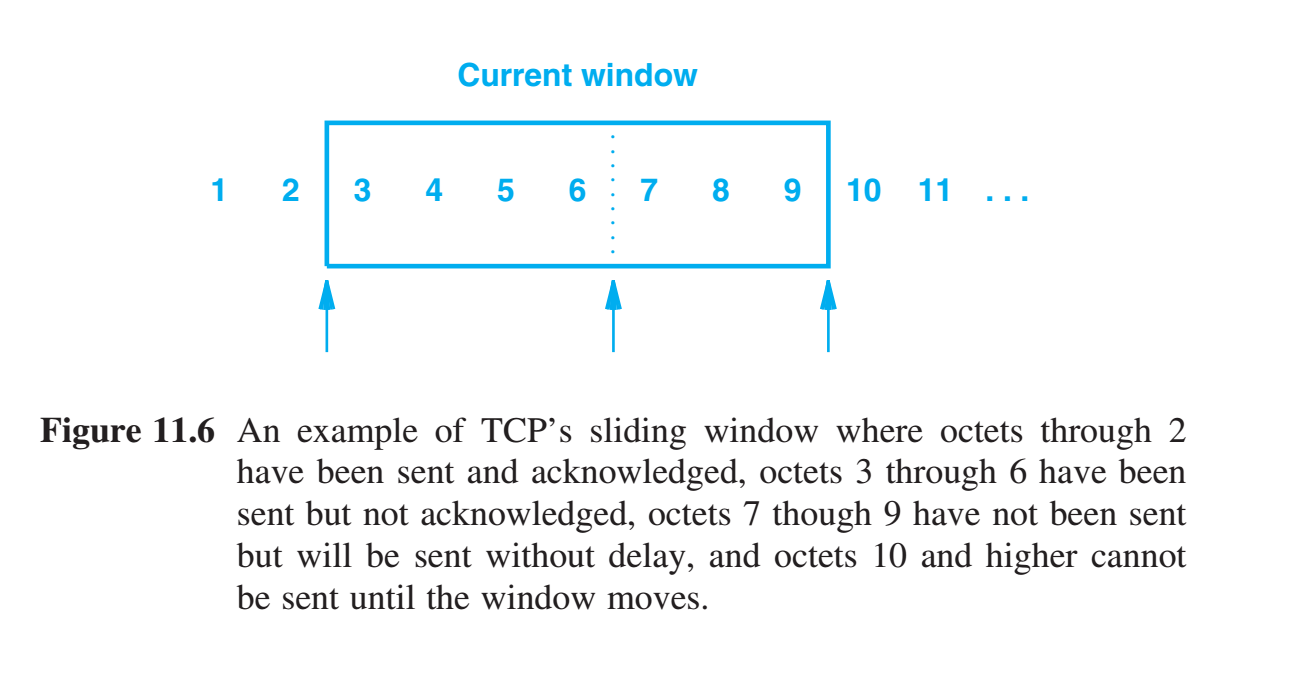 Current window
1 2 3 4 5 6 7 8 9 10 11 . . .
Figure 11.6 An example of TCP’s sliding window where octets through 2
have been sent and acknowledged, octets 3 through 6 have been
sent but not acknowledged, octets 7 though 9 have not been sent
but will be sent without delay, and octets 10 and higher cannot
be sent until the window moves.